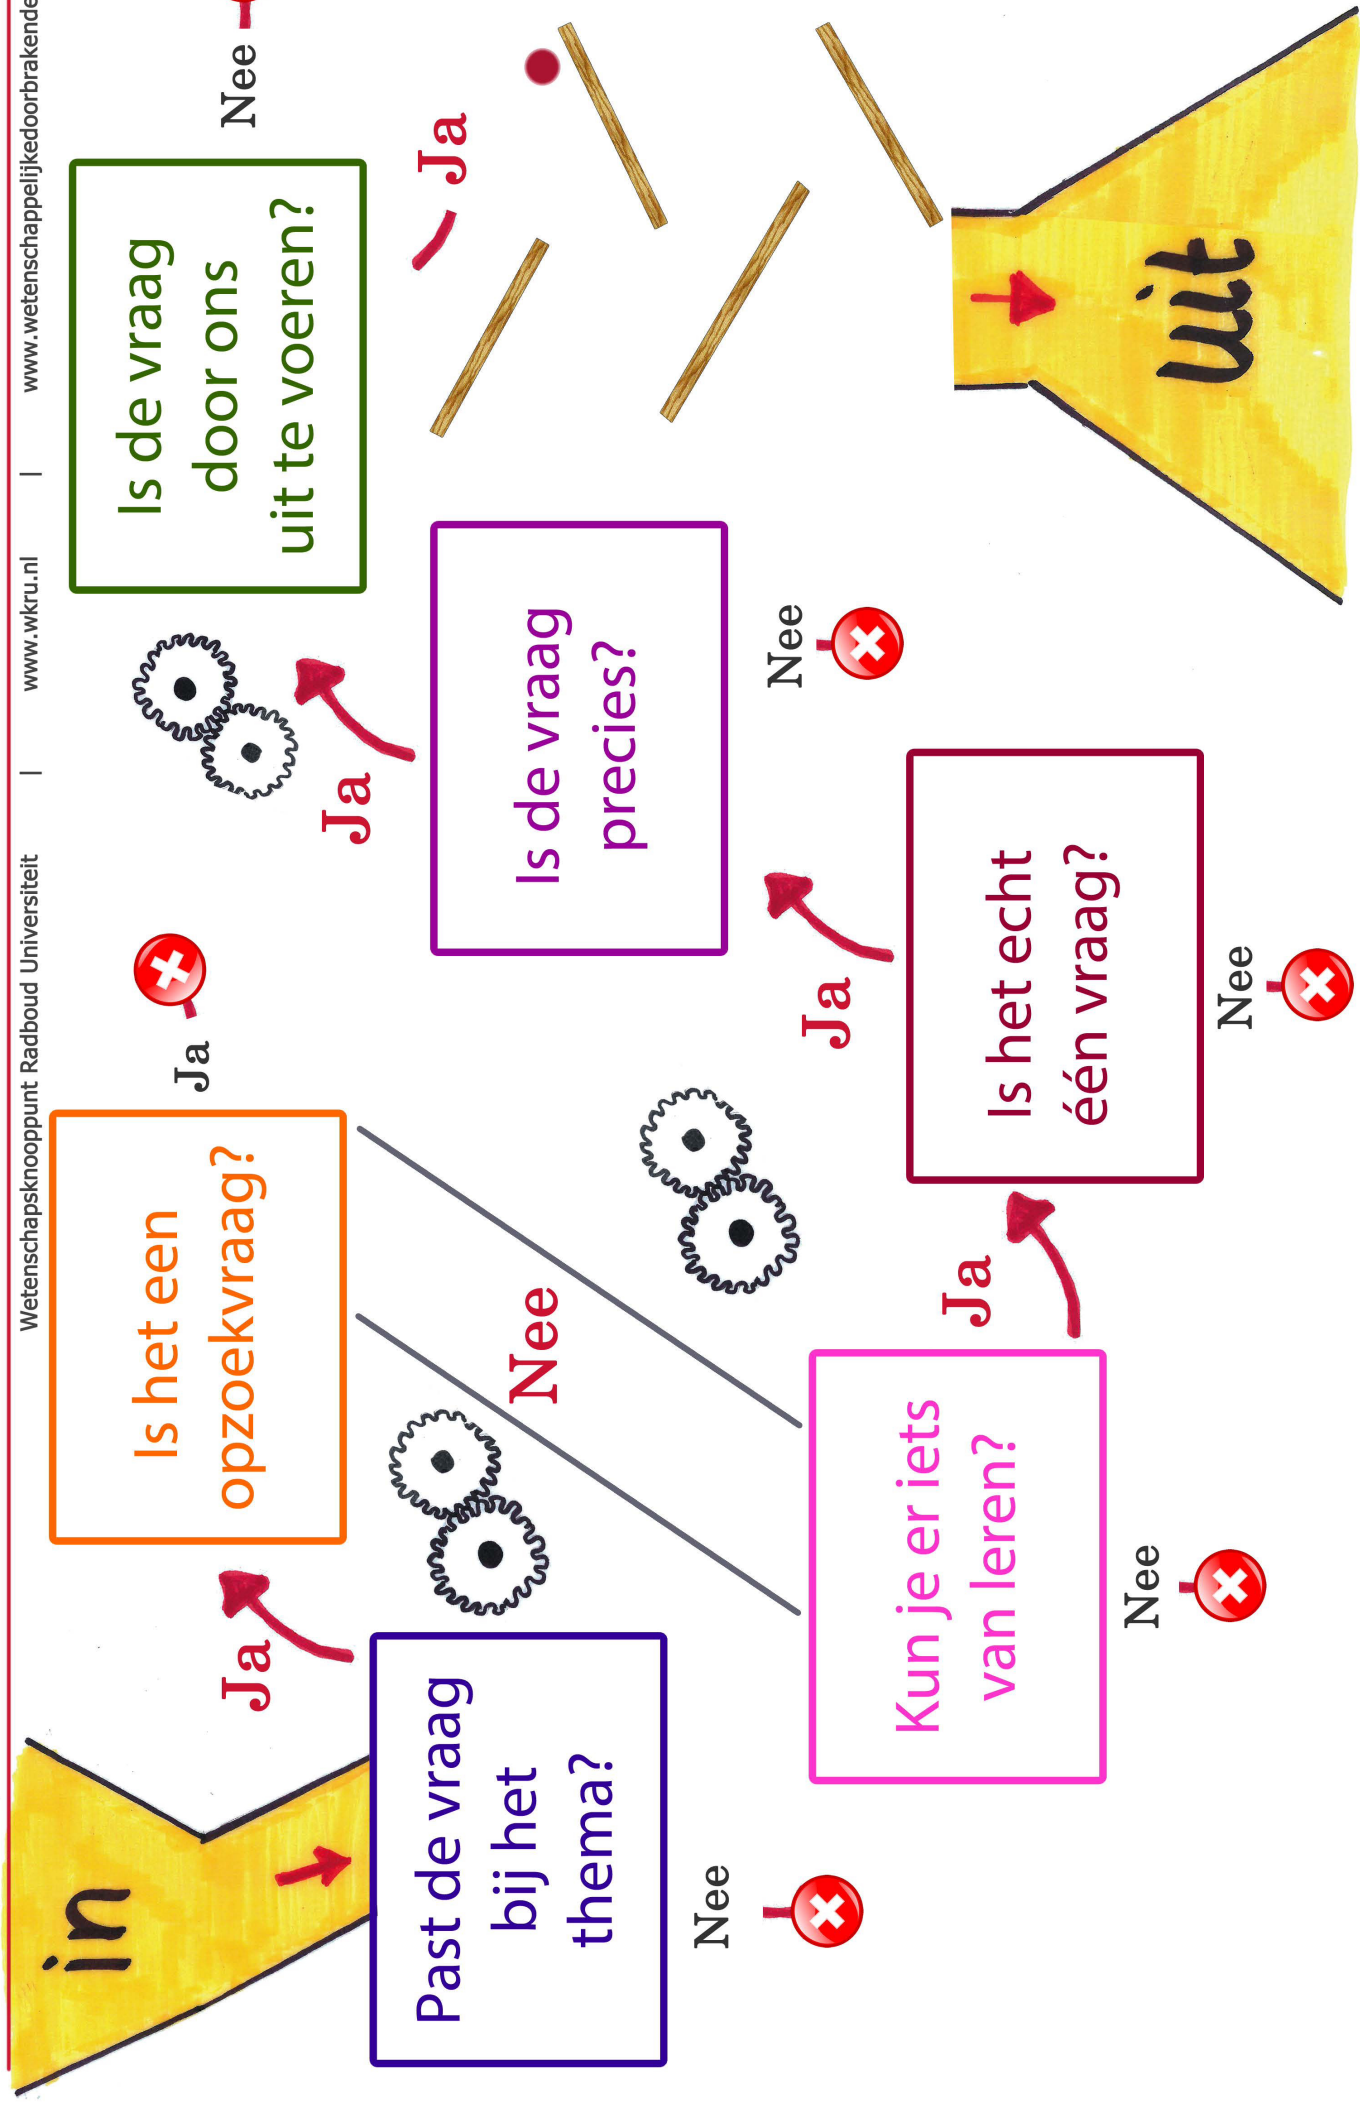 Wetenschapsknooppunt Radboud Universiteit | www.wkru.nl | www.wetenschappelijkedoorbrakende
in
Past de vraag
bij het
thema?
Nee
Ja
Is het een
opzoekvraag?
Ja
Nee
Kun je er iets
van leren?
Nee
Ja
Is het echt
één vraag?
Nee
Ja
Is de vraag
precies?
Nee
Ja
Is de vraag
door ons
uit te voeren?
Nee
Ja
uit